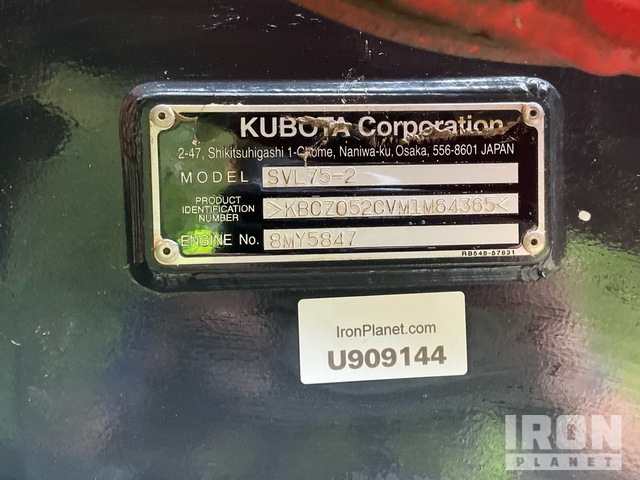 KUBOTA Corporation
2-47, Shikitsuhigashi 1-Chome, Naniwa-ku, Osaka, 556-8601 JAPAN
MODEL SVL75-2
PRODUCT IDENTIFICATION NUMBER >KBCZ052CVM1M64365<
ENGINE No. 8MY5847
RB548-57831
IronPlanet.com
U909144
IRON
PLANET